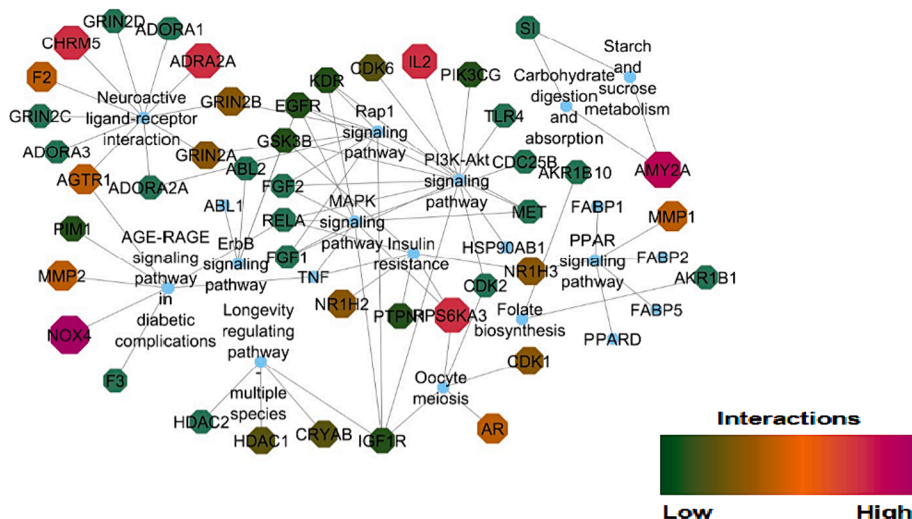 GRIN2D
ADORA1
CHRM5
ADRA2A
F2
Neuroactive
ligand-receptor
interaction
GRIN2C
GRIN2B
ADORA3
GRIN2A
AGTR1
ADORA2A
ABL2
ABL1
KDR
CDK6
IL2
PIK3CG
EGFR
Rap1
signaling
pathway
GSK3B
TLR4
SI
Starch
and
sucrose
metabolism
Carbohydrate
digestion
and
absorption
PI3K-Akt
signaling
pathway
CDC25B
AKR1B10
AMY2A
FGF2
MAPK
signaling
pathway
RELA
FGF1
MET
FABP1
MMP1
PIM1
AGE-RAGE
signaling
pathway
in
diabetic
complications
ErbB
signaling
pathway
TNF
Insulin
resistance
HSP90AB1
PPAR
signaling
pathway
FABP2
MMP2
NR1H3
AKR1B1
CDK2
NR1H2
PTPN1
RPS6KA3
Folate
biosynthesis
FABP5
PPARD
NOX4
Longevity
regulating
pathway
-
multiple
species
F3
CDK1
Oocyte
meiosis
HDAC2
HDAC1
CRYAB
IGF1R
AR
Interactions
Low
High